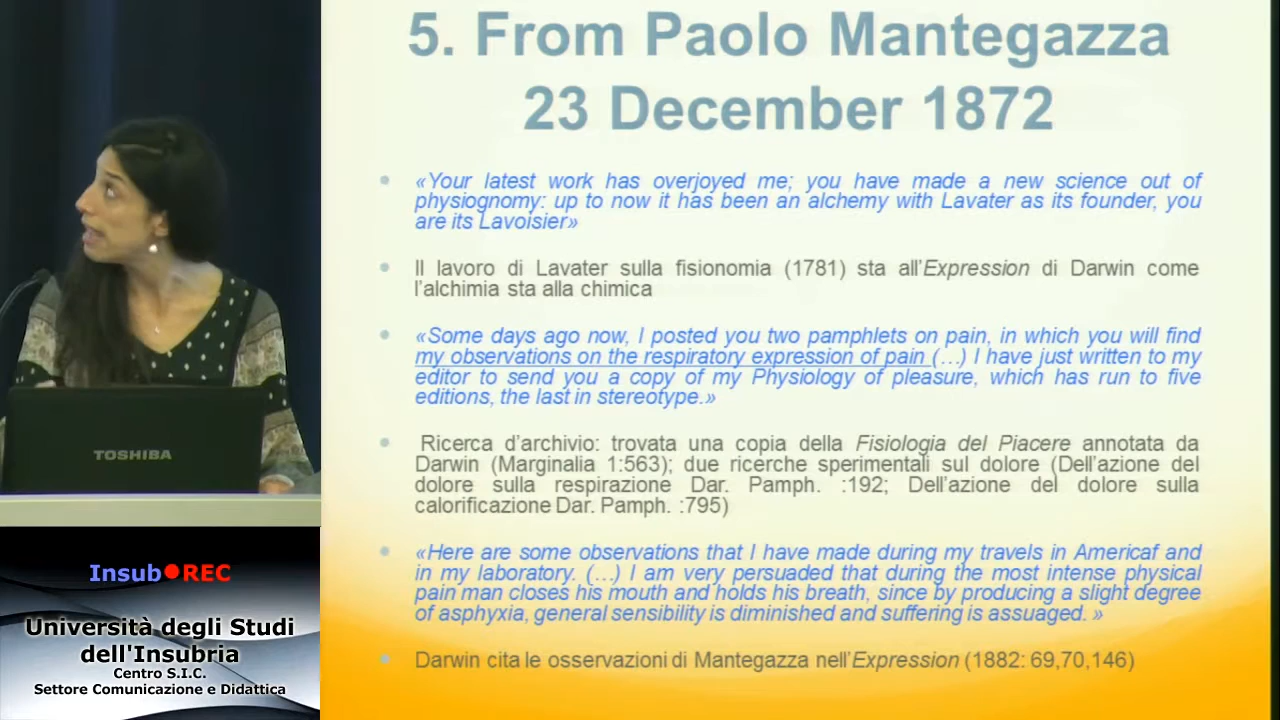 5. From Paolo Mantegazza
23 December 1872
«Your latest work has overjoyed me; you have made a new science out of
physiognomy: up to now it has been an alchemy with Lavater as its founder, you
are its Lavoisier»
Il lavoro di Lavater sulla fisionomia (1781) sta all'Expression di Darwin come
l'alchimia sta alla chimica
«Some days ago now, I posted you two pamphlets on pain, in which you will find
my observations on the respiratory expression of pain (…) I have just written to my
editor to send you a copy of my Physiology of pleasure, which has run to five
editions, the last in stereotype.»
Ricerca d'archivio: trovata una copia della Fisiologia del Piacere annotata da
Darwin (Marginalia 1:563); due ricerche sperimentali sul dolore (Dell'azione del
dolore sulla respirazione Dar. Pamph. :192; Dell'azione del dolore sulla
calorificazione Dar. Pamph. :795)
«Here are some observations that I have made during my travels in Americaf and
in my laboratory. (…) I am very persuaded that during the most intense physical
pain man closes his mouth and holds his breath, since by producing a slight degree
of asphyxia, general sensibility is diminished and suffering is assuaged. »
Darwin cita le osservazioni di Mantegazza nell'Expression (1882: 69,70,146)
TOSHIBA
Insub●REC
Università degli Studi
dell'Insubria
Centro S.I.C.
Settore Comunicazione e Didattica